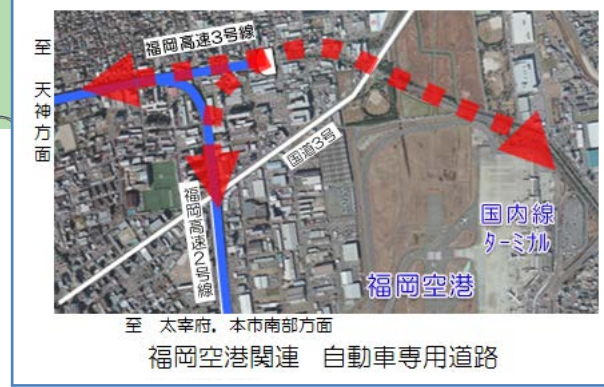 至
天神方面
福岡高速3号線
国道3号
福岡高速2号線
国内線
ターミナル
福岡空港
至　太宰府，本市南部方面
福岡空港関連　自動車専用道路